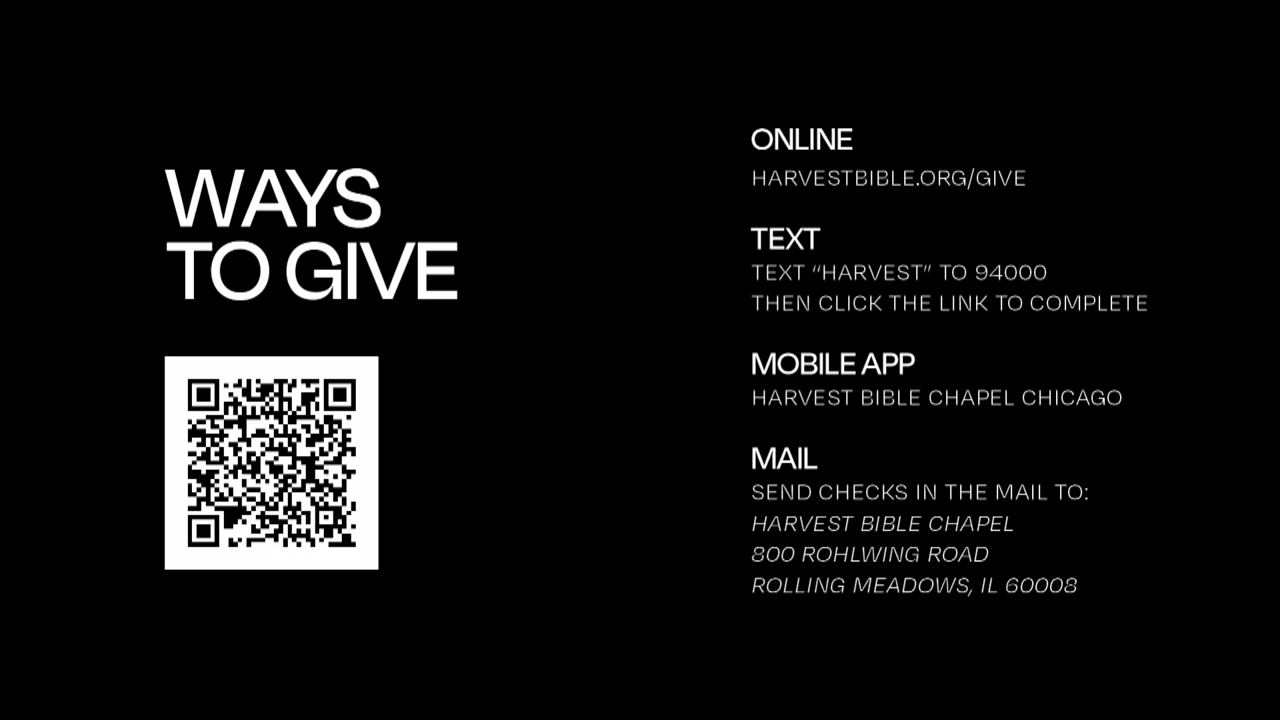 WAYS
TO GIVE
ONLINE
HARVESTBIBLE.ORG/GIVE
TEXT
TEXT “HARVEST” TO 94000
THEN CLICK THE LINK TO COMPLETE
MOBILE APP
HARVEST BIBLE CHAPEL CHICAGO
MAIL
SEND CHECKS IN THE MAIL TO:
HARVEST BIBLE CHAPEL
800 ROHLWING ROAD
ROLLING MEADOWS, IL 60008